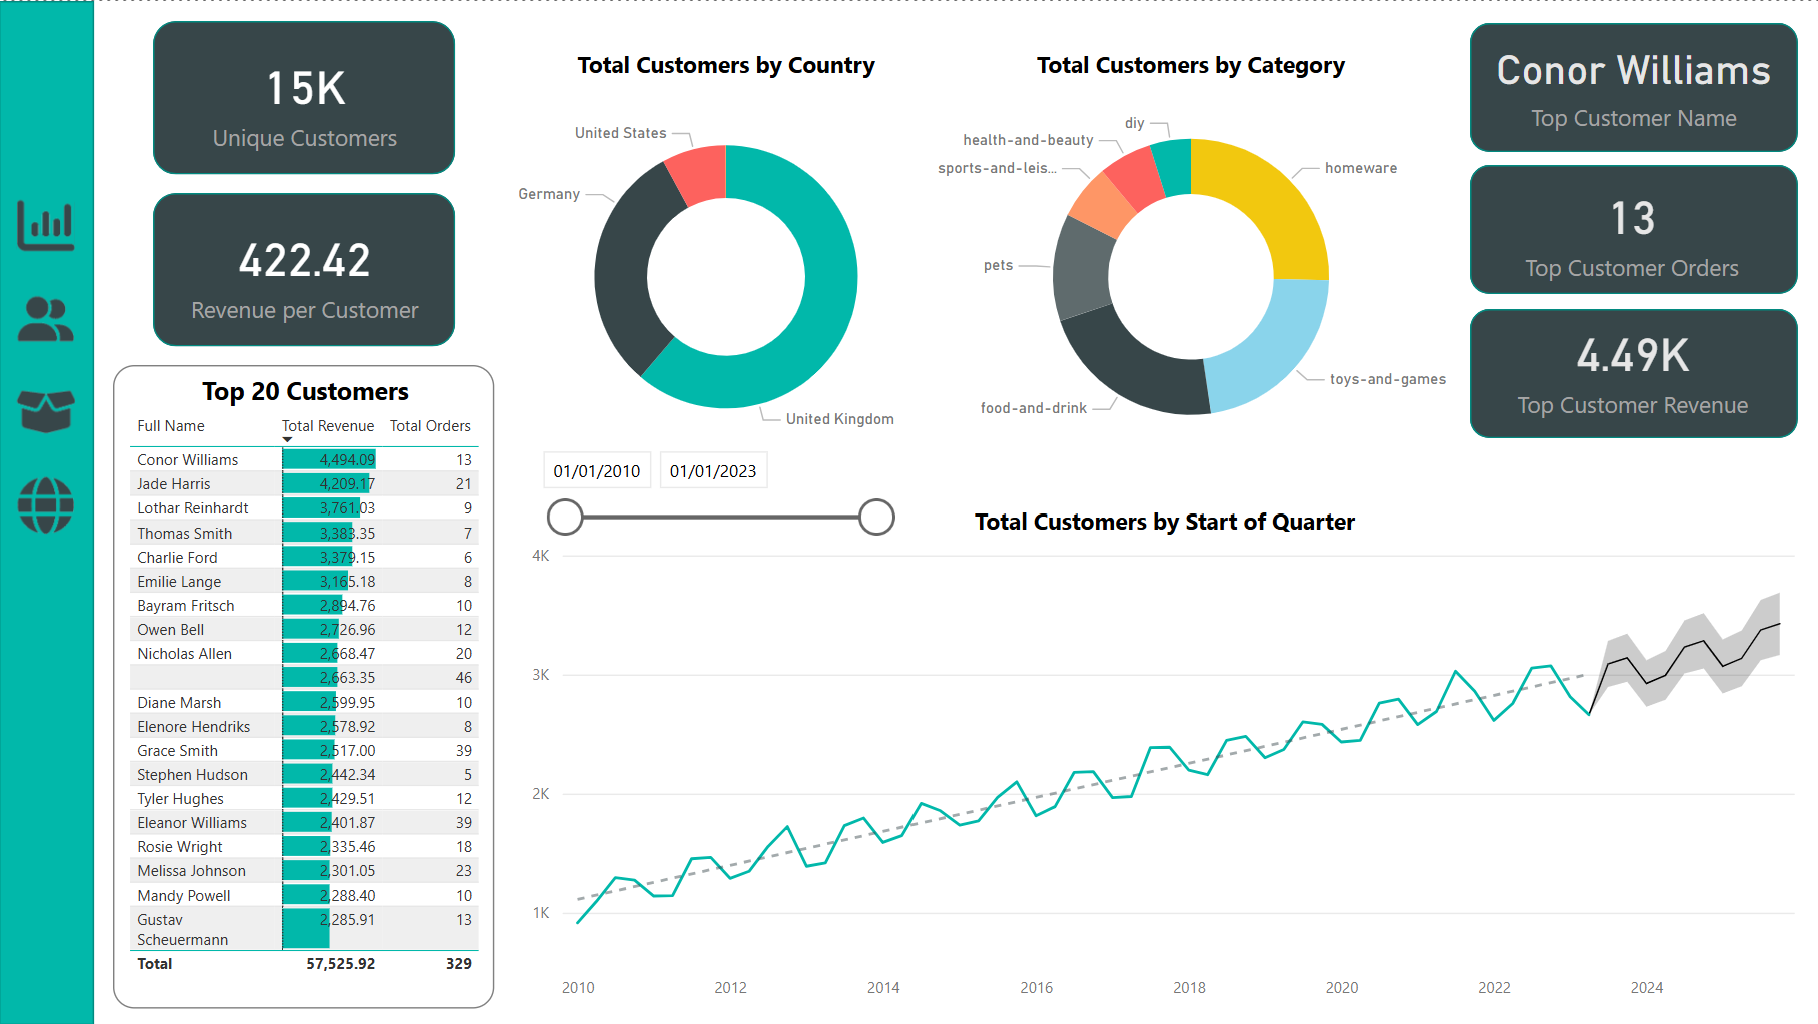 15K
Unique Customers
422.42
Revenue per Customer
Top 20 Customers
Full Name Total Revenue Total Orders
Conor Williams 4,494.09 13
Jade Harris 4,209.17 21
Lothar Reinhardt 3,761.03 9
Thomas Smith 3,383.35 7
Charlie Ford 3,379.15 6
Emilie Lange 3,165.18 8
Bayram Fritsch 2,894.76 10
Owen Bell 2,726.96 12
Nicholas Allen 2,668.47 20
2,663.35 46
Diane Marsh 2,599.95 10
Elenore Hendriks 2,578.92 8
Grace Smith 2,517.00 39
Stephen Hudson 2,442.34 5
Tyler Hughes 2,429.51 12
Eleanor Williams 2,401.87 39
Rosie Wright 2,335.46 18
Melissa Johnson 2,301.05 23
Mandy Powell 2,288.40 10
Gustav 2,285.91 13
Scheuermann
Total 57,525.92 329
Total Customers by Country
United States
Germany
United Kingdom
Total Customers by Category
diy
health-and-beauty
sports-and-leis...
homeware
pets
toys-and-games
food-and-drink
Conor Williams
Top Customer Name
13
Top Customer Orders
4.49K
Top Customer Revenue
01/01/2010 01/01/2023
Total Customers by Start of Quarter
4K
3K
2K
1K
2010 2012 2014 2016 2018 2020 2022 2024